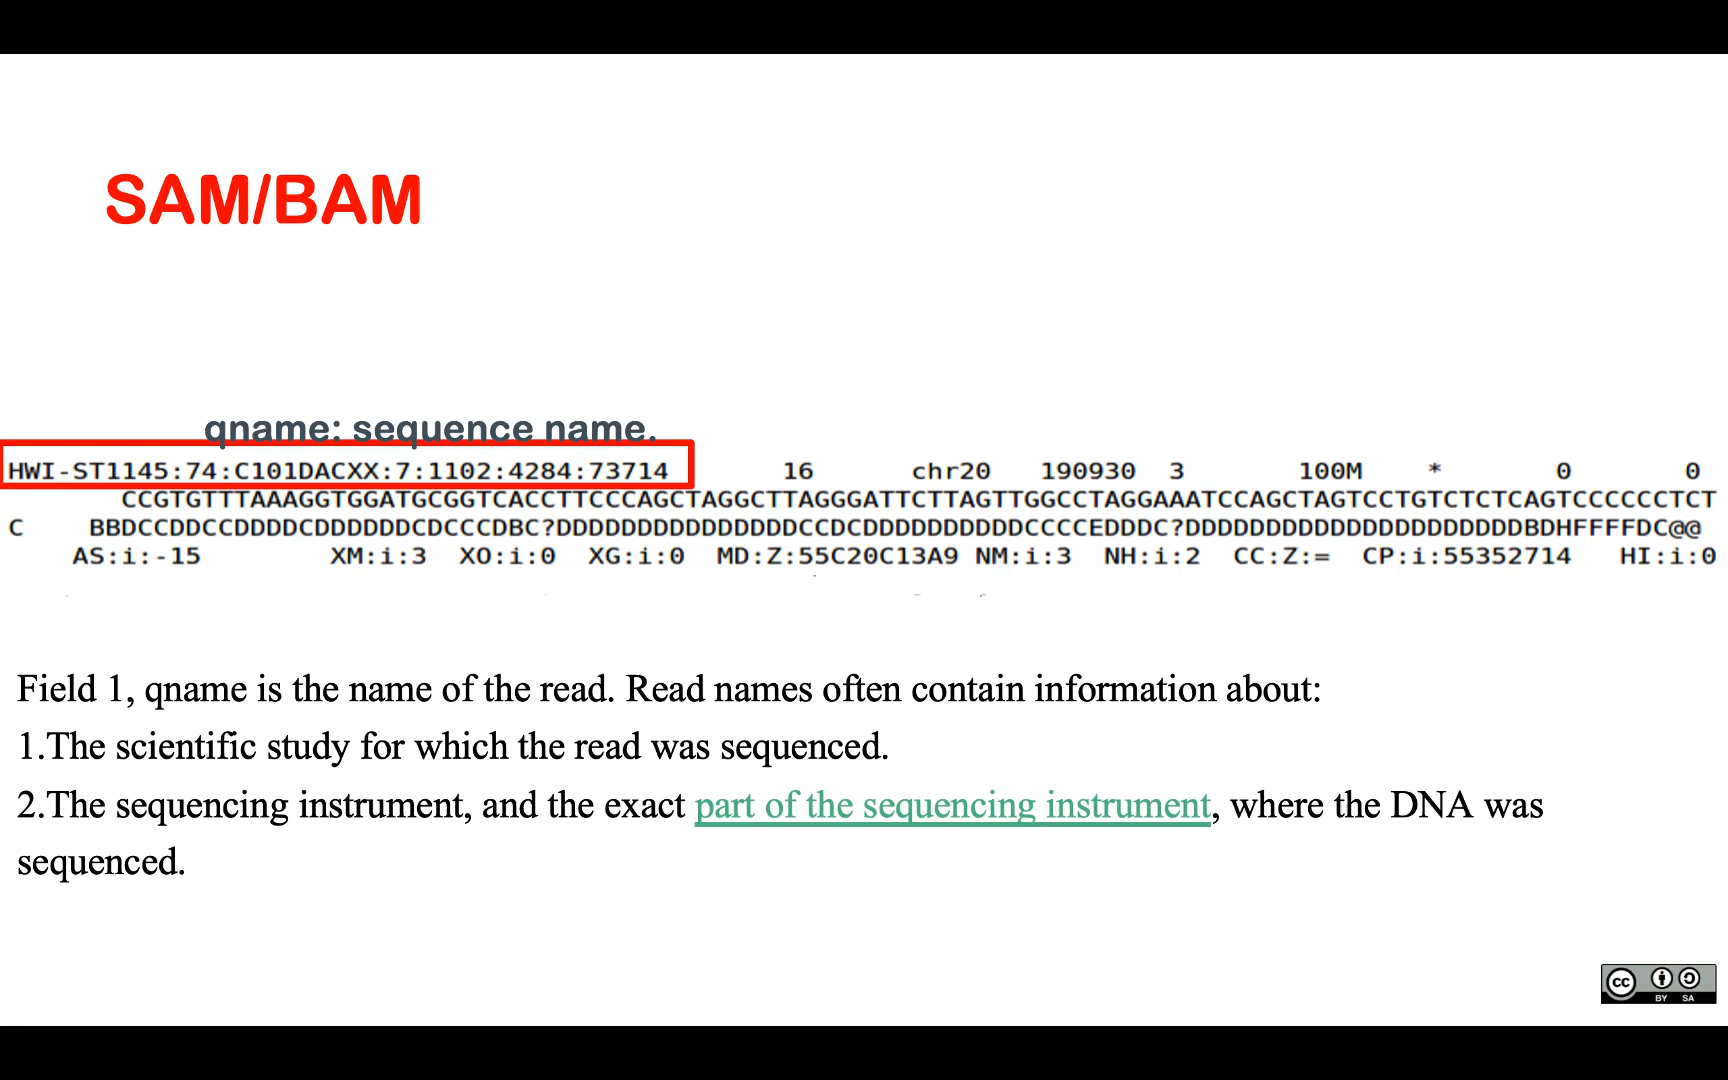 SAM/BAM
qname: sequence name.
HWI-ST1145:74:C101DACXX:7:1102:4284:73714 16 chr20 190930 3 100M * 0 0
CCGTGTTTAAAGGTGGATGCGGTCACCTTCCCAGCTAGGCTTAGGGATTCTTAGTTGGCCTAGGAAATCCAGCTAGTCCTGTCTCTCAGTCCCCCCTCT
C BBDCCDDCCDDDDCDDDDDDCDCCCDBC?DDDDDDDDDDDDDDDCCDCDDDDDDDDDDCCCCEDDDC?DDDDDDDDDDDDDDDDDDDDDBDHFFFFDC@@
AS:i:-15 XM:i:3 XO:i:0 XG:i:0 MD:Z:55C20C13A9 NM:i:3 NH:i:2 CC:Z:= CP:i:55352714 HI:i:0
Field 1, qname is the name of the read. Read names often contain information about:
1.The scientific study for which the read was sequenced.
2.The sequencing instrument, and the exact part of the sequencing instrument, where the DNA was
sequenced.
cc BY SA